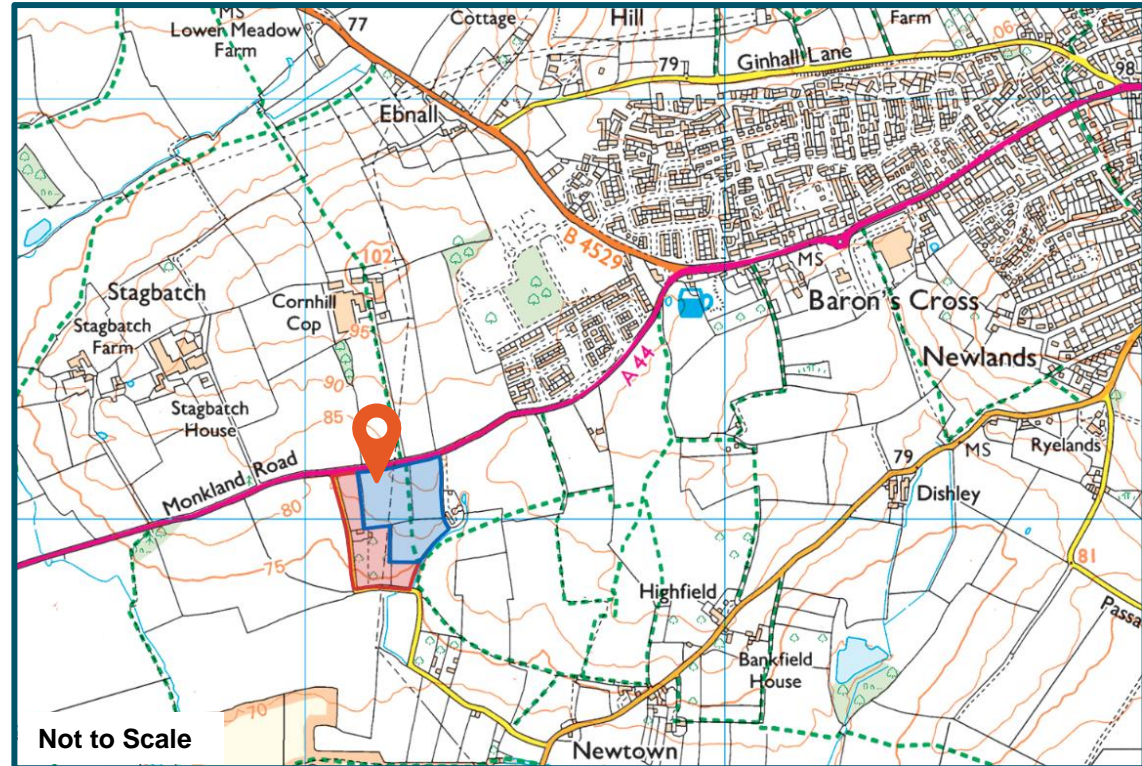 MS
77
Lower Meadow
Farm
Cottage
Hill
Farm
79
Ginhall Lane
90
98
Ebnall
B 4529
MS
102
Stagbatch
Cornhill
Cop
95
Stagbatch
Farm
90
Baron's Cross
A 44
Newlands
Stagbatch
House
85
Ryelands
MS
79
Dishley
Monkland Road
80
75
81
Highfield
Passa
Bankfield
House
70
Not to Scale
Newtown